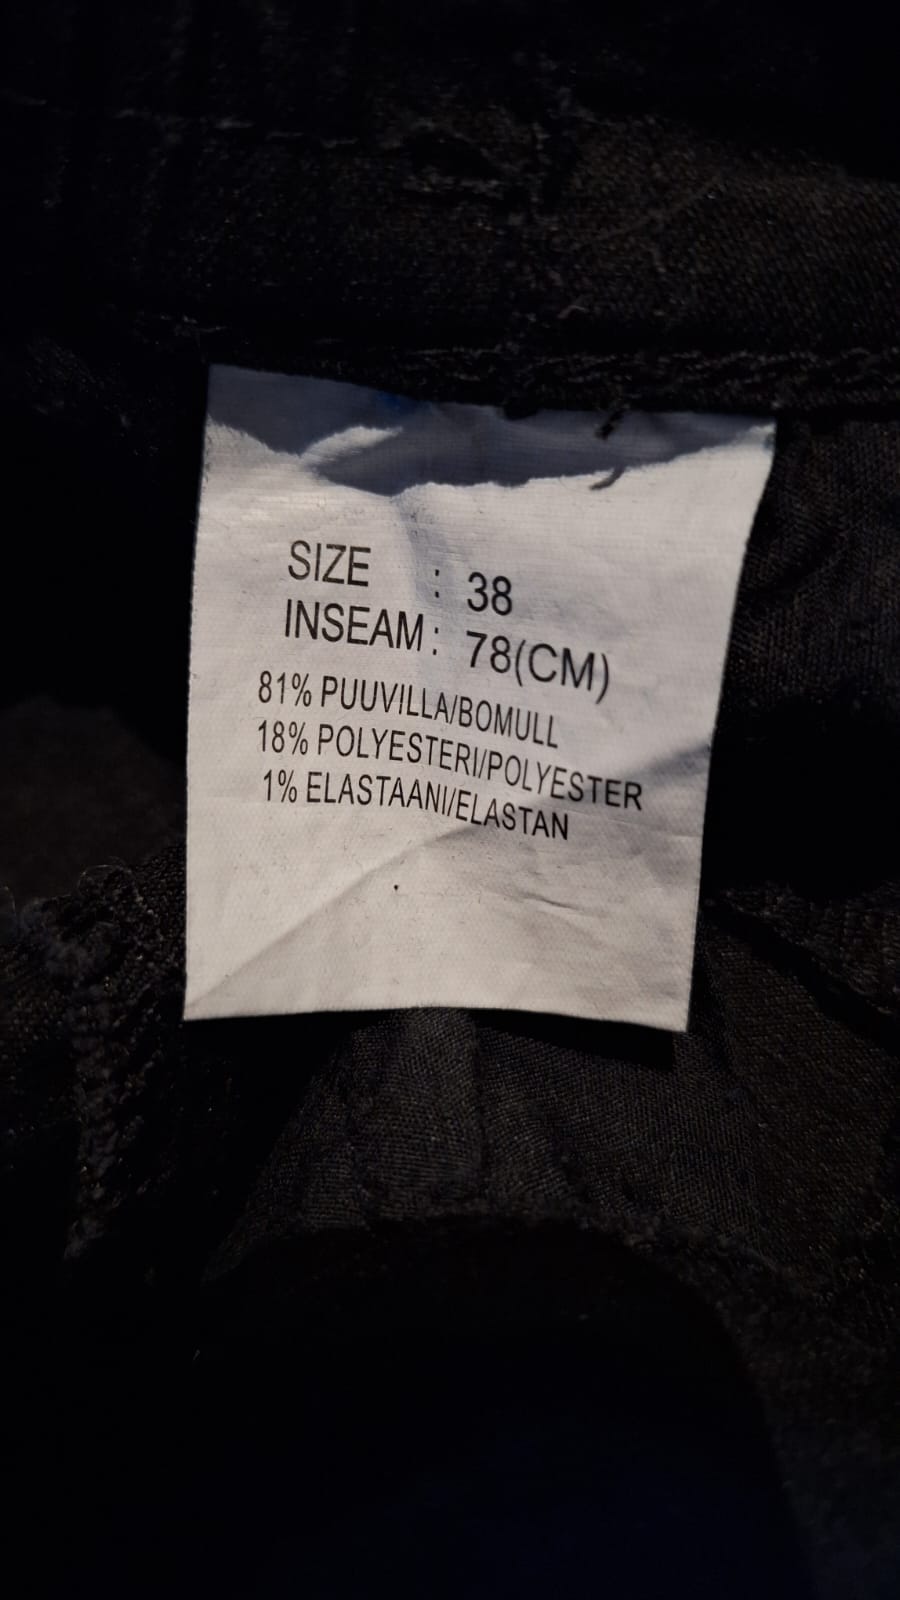 SIZE : 38
INSEAM : 78(CM)
81% PUUVILLA/BOMULL
18% POLYESTERI/POLYESTER
1% ELASTAANI/ELASTAN